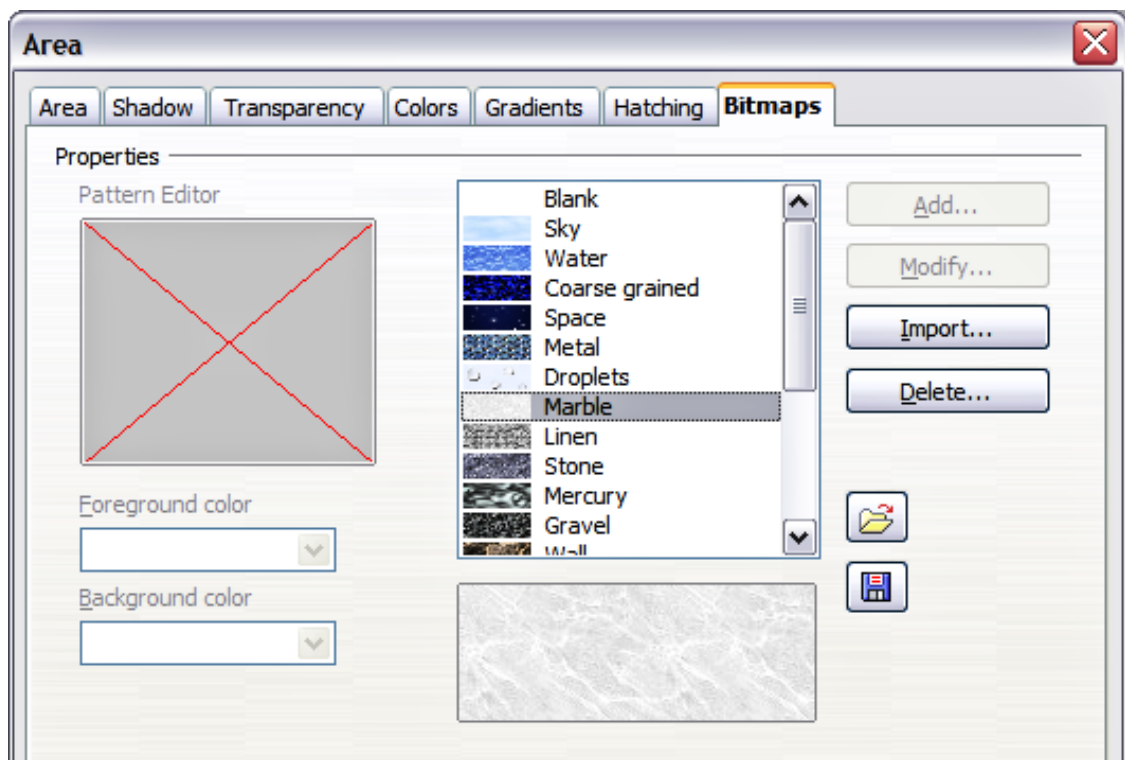 Area
Area Shadow Transparency Colors Gradients Hatching Bitmaps
Properties
Pattern Editor
Blank
Sky
Water
Coarse grained
Space
Metal
Droplets
Marble
Linen
Stone
Mercury
Gravel
Wall
Add...
Modify...
Import...
Delete...
Foreground color
Background color